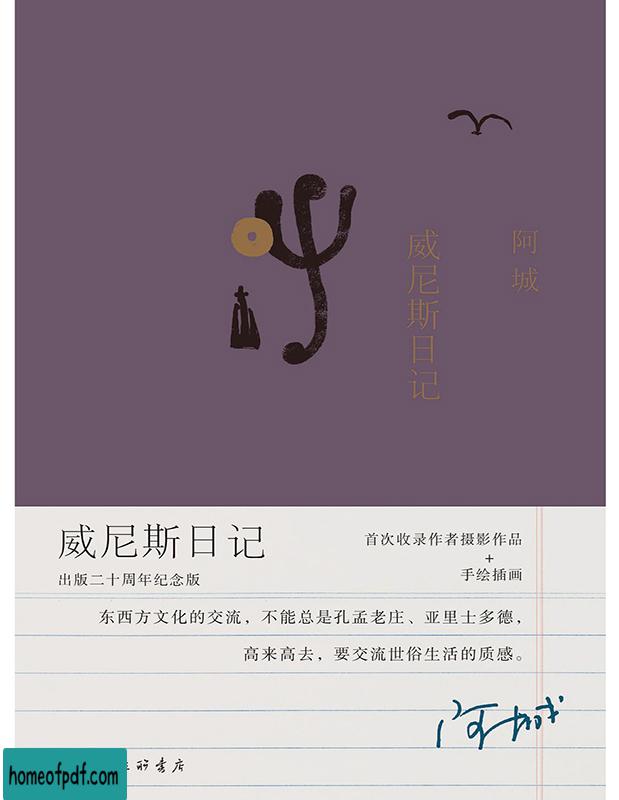 阿城
威尼斯日记
威尼斯日记
出版二十周年纪念版
首次收录作者摄影作品
+
手绘插画
东西方文化的交流，不能总是孔孟老庄、亚里士多德，
高来高去，要交流世俗生活的质感。
阿城
书店
homeofpdf.com